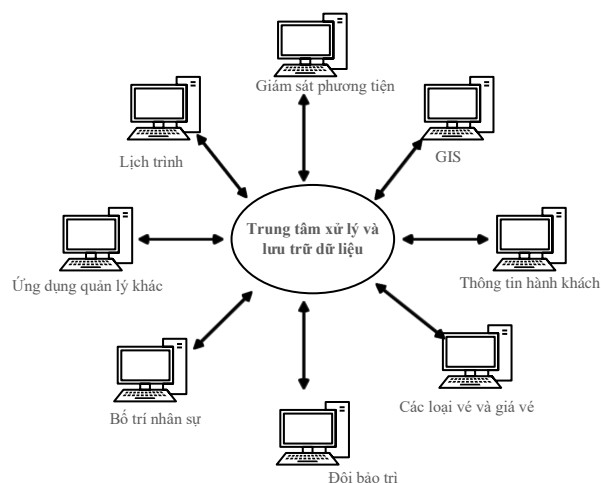 Giám sát phương tiện
Lịch trình
GIS
Trung tâm xử lý và
lưu trữ dữ liệu
Ứng dụng quản lý khác
Thông tin hành khách
Bố trí nhân sự
Các loại vé và giá vé
Đội bảo trì